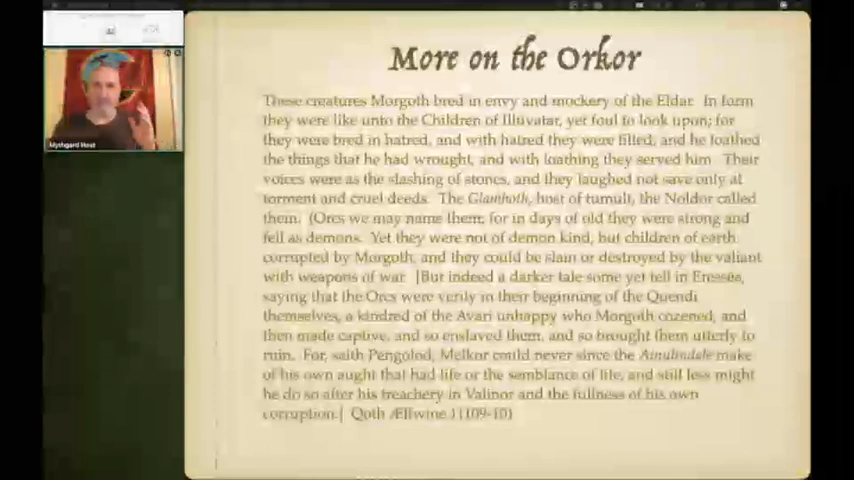 More on the Orkor
These creatures Morgoth bred in envy and mockery of the Eldar. In form
they were like unto the Children of Ilúvatar, yet foul to look upon; for
they were bred in hatred, and with hatred they were filled; and he loathed
the things that he had wrought, and with loathing they served him. Their
voices were as the clashing of stones, and they laughed not save only at
torment and cruel deeds. The Glamhoth, host of tumult, the Noldor called
them. (Orcs we may name them; for in days of old they were strong and
fell as demons. Yet they were not of demon kind, but children of earth
corrupted by Morgoth, and they could be slain or destroyed by the valiant
with weapons of war. [But indeed a darker tale some yet tell in Eressëa,
saying that the Orcs were verily in their beginning of the Quendi
themselves, a kindred of the Avari unhappy who Morgoth cozened, and
then made captive, and so enslaved them, and so brought them utterly to
ruin. For, saith Pengolod, Melkor could never since the Ainulindalë make
of his own aught that had life or the semblance of life, and still less might
he do so after his treachery in Valinor and the fullness of his own
corruption.] Quoth Ælfwine.) (109-10)
Mythgard Host